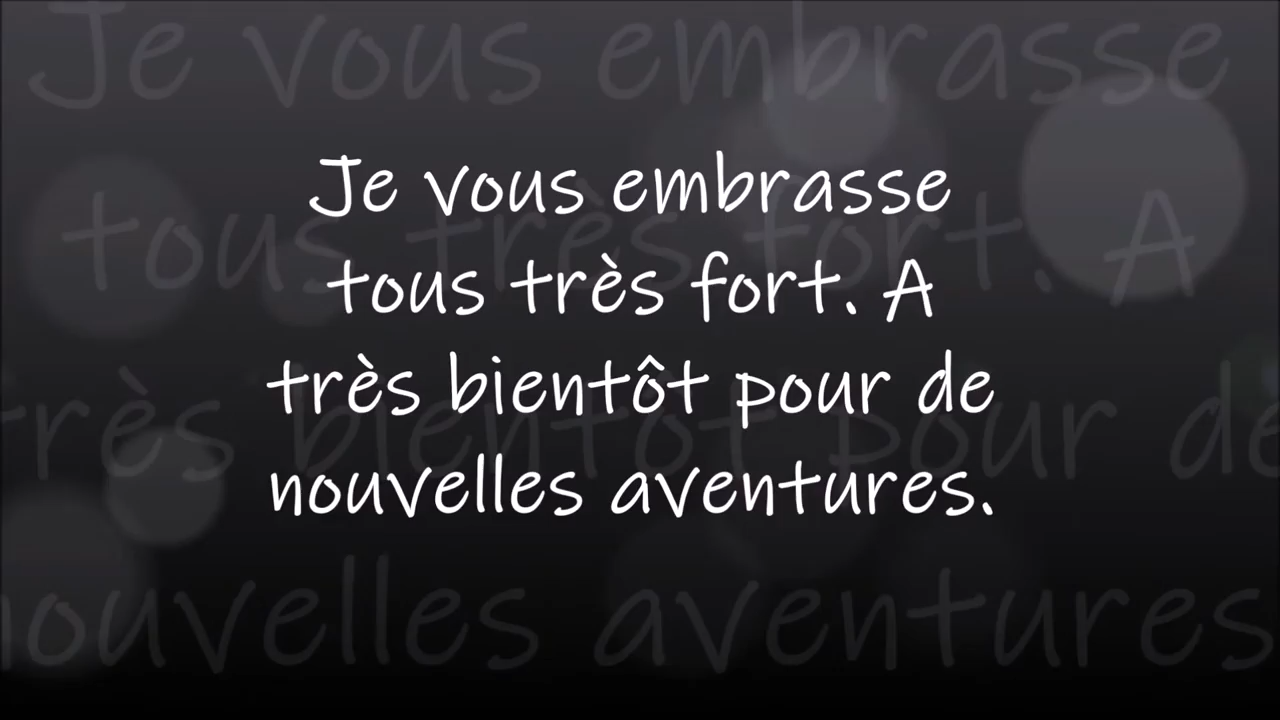 Je vous embrasse
tous très fort. A
très bientôt pour de
nouvelles aventures.